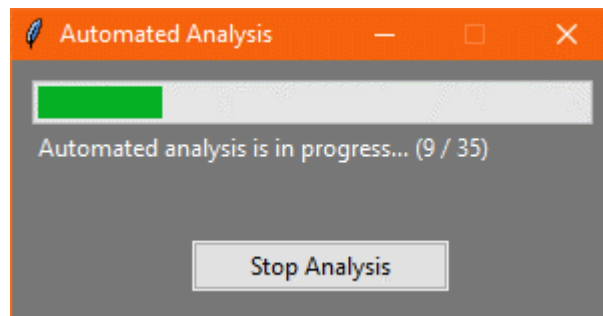 Automated Analysis
Automated analysis is in progress... (9 / 35)
Stop Analysis